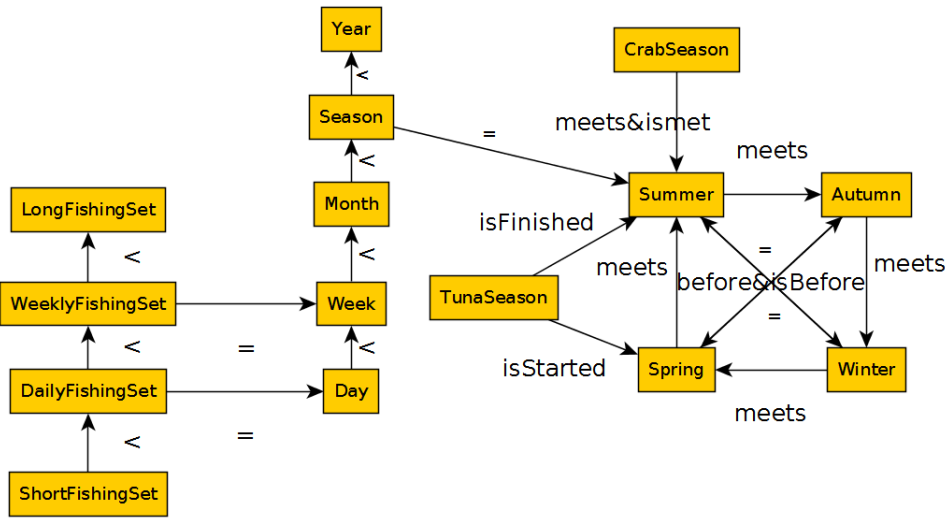 Year
CrabSeason
<
Season
=
meets&ismet
meets
<
LongFishingSet
Month
Summer
Autumn
isFinished
<
<
=
meets
meets
before&isBefore
WeeklyFishingSet
Week
TunaSeason
=
<
=
<
isStarted
Spring
Winter
DailyFishingSet
Day
meets
<
=
ShortFishingSet